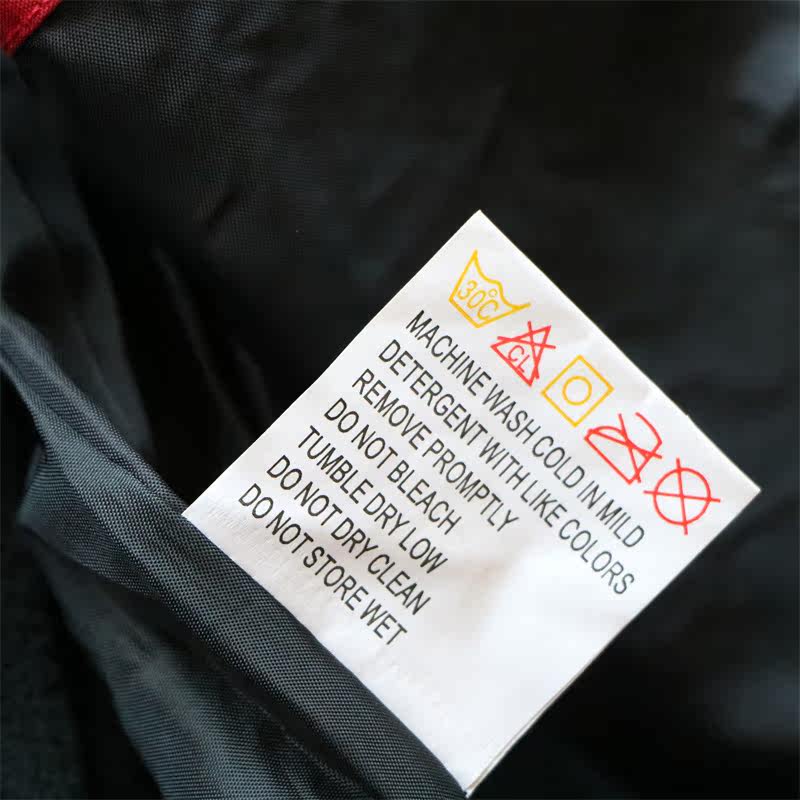 30°C CL
MACHINE WASH COLD IN MILD
DETERGENT WITH LIKE COLORS
REMOVE PROMPTLY
DO NOT BLEACH
TUMBLE DRY LOW
DO NOT DRY CLEAN
DO NOT STORE WET